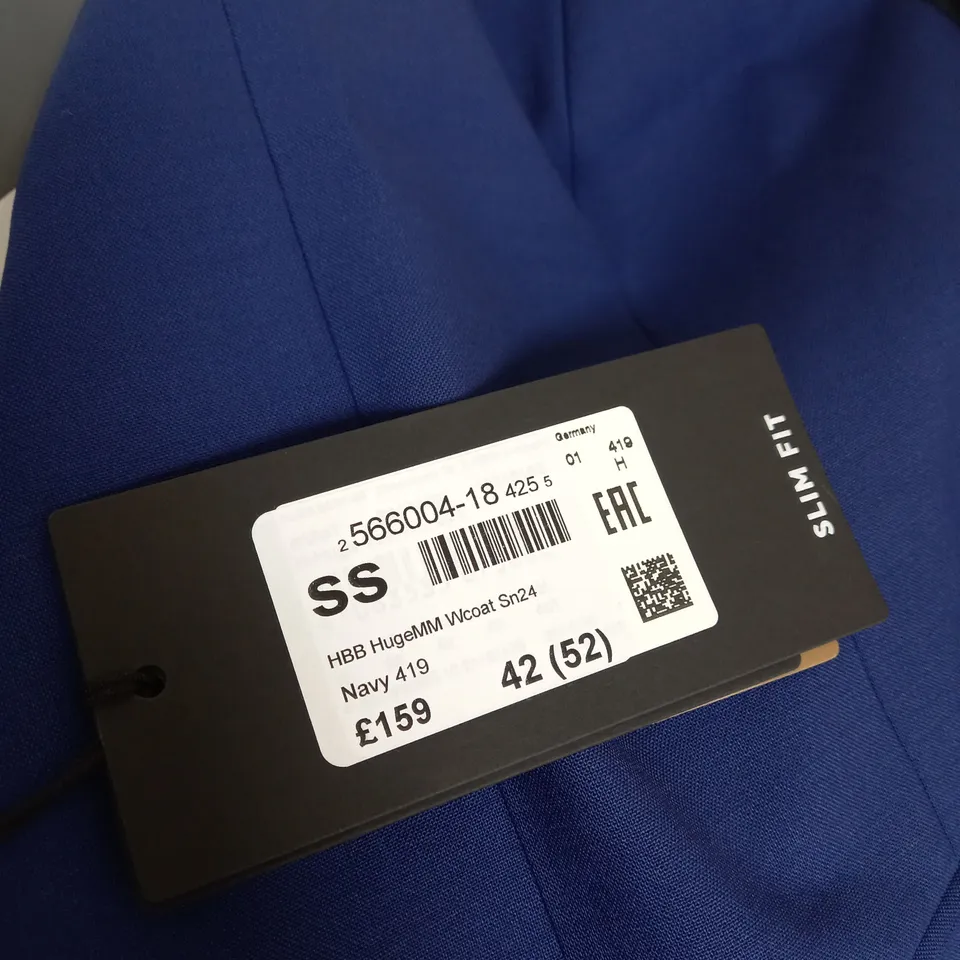 Germany
01 419
H
2 566004-18 425 5
EAC
SS
HBB HugeMM Wcoat Sn24
Navy 419
42 (52)
£159
SLIM FIT